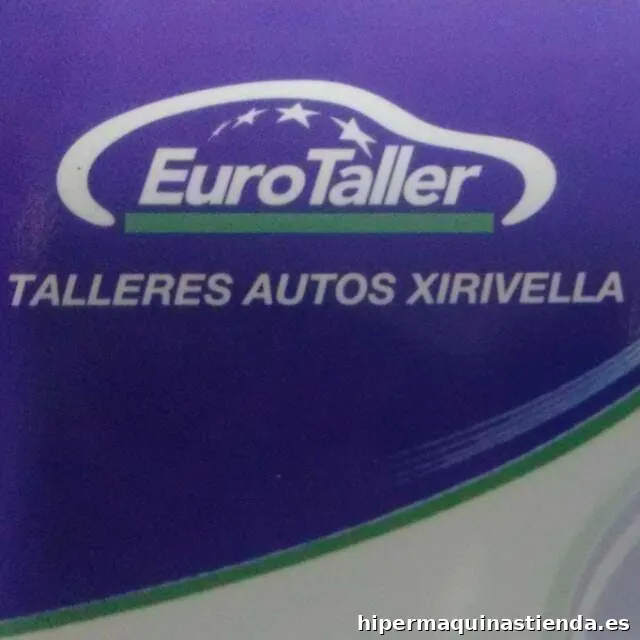 EuroTaller
TALLERES AUTOS XIRIVELLA
hipermaquinastienda.es